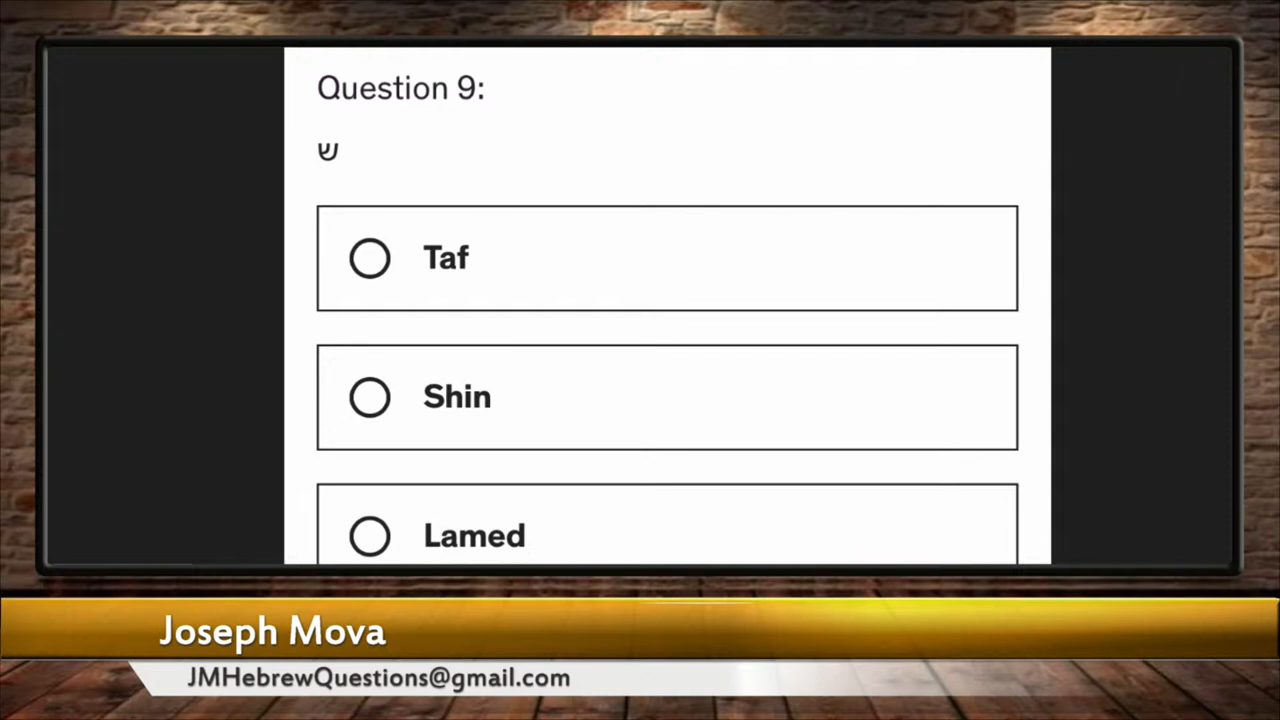 Question 9:
ש
Taf
Shin
Lamed
Joseph Mova
JMHebrewQuestions@gmail.com